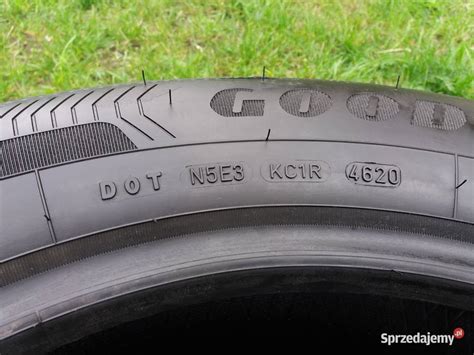 GOOD
DOT N5E3 KC1R 4620
Sprzedajemy.pl